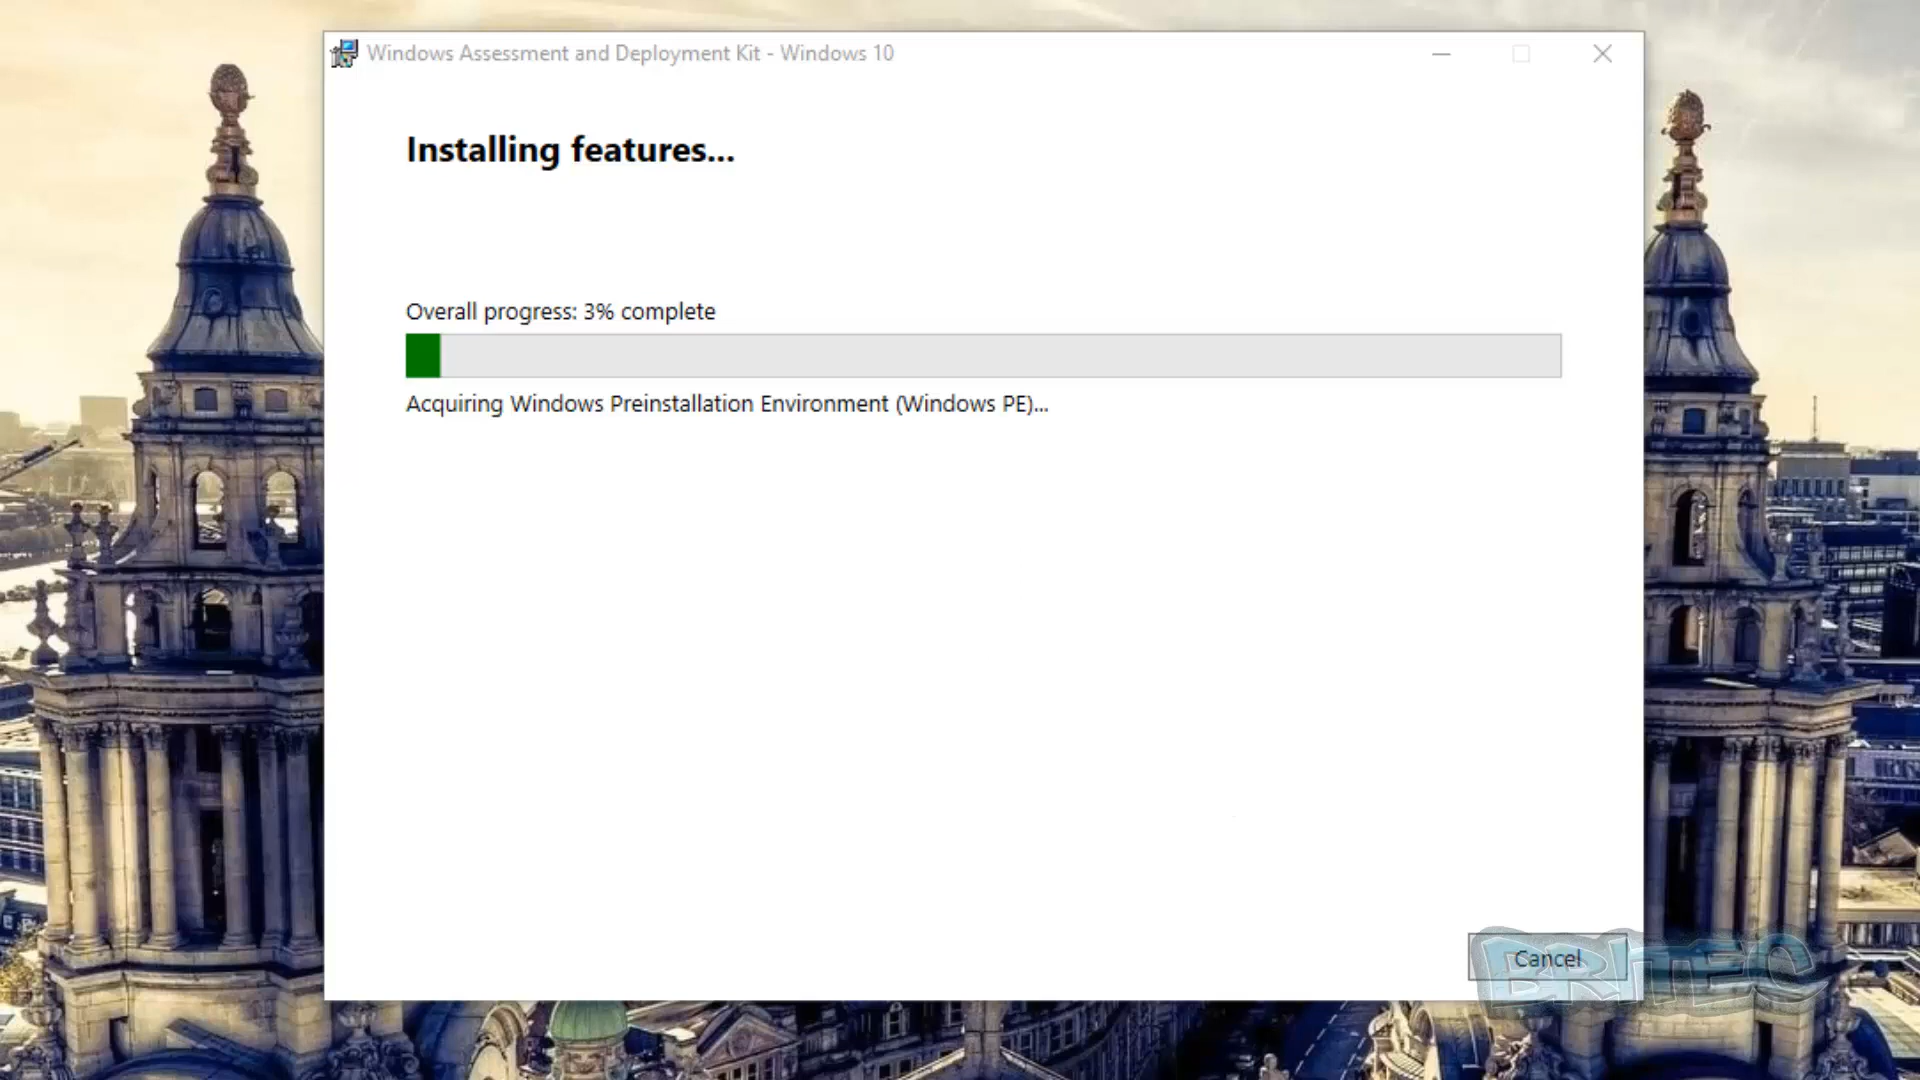 Windows Assessment and Deployment Kit - Windows 10
Installing features...
Overall progress: 3% complete
Acquiring Windows Preinstallation Environment (Windows PE)...
Cancel
BRITEC